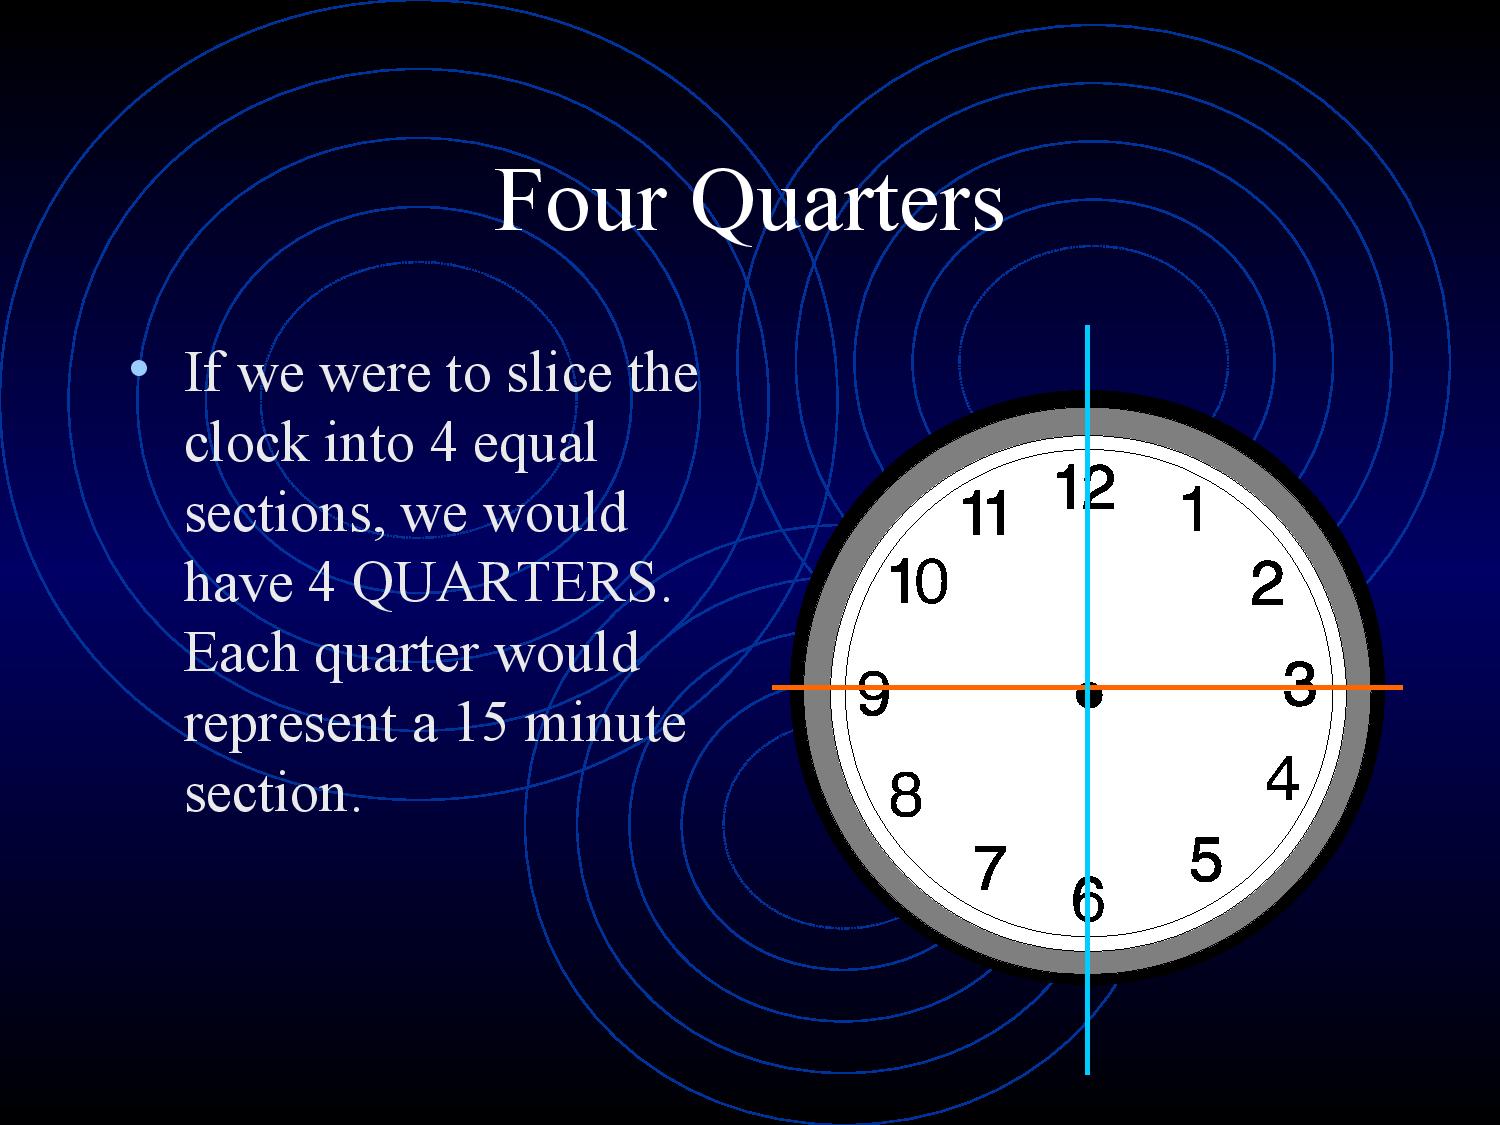 Four Quarters
• If we were to slice the
clock into 4 equal
sections, we would
have 4 QUARTERS.
Each quarter would
represent a 15 minute
section.
12
11
1
10
2
9
3
8
4
7
5
6